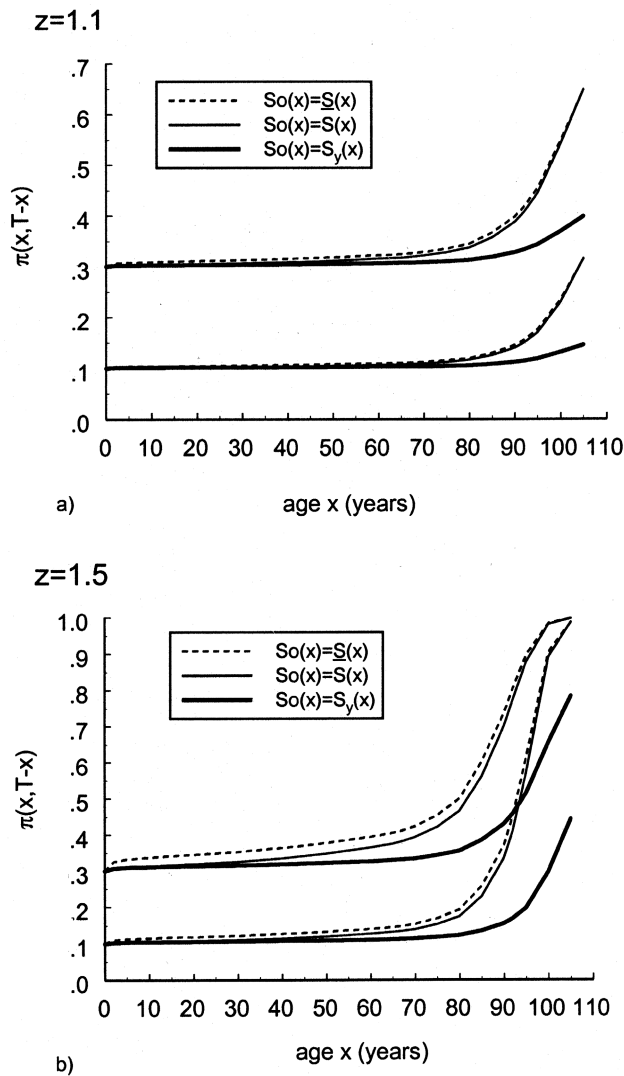 z=1.1
.7
.6
.5
.4
.3
.2
.1
.0
π(x,T-x)
So(x)=S(x)
So(x)=S(x)
So(x)=Sy(x)
0 10 20 30 40 50 60 70 80 90 100 110
a)
age x (years)
z=1.5
1.0
.9
.8
.7
.6
.5
.4
.3
.2
.1
.0
π(x,T-x)
So(x)=S(x)
So(x)=S(x)
So(x)=Sy(x)
0 10 20 30 40 50 60 70 80 90 100 110
age x (years)
b)